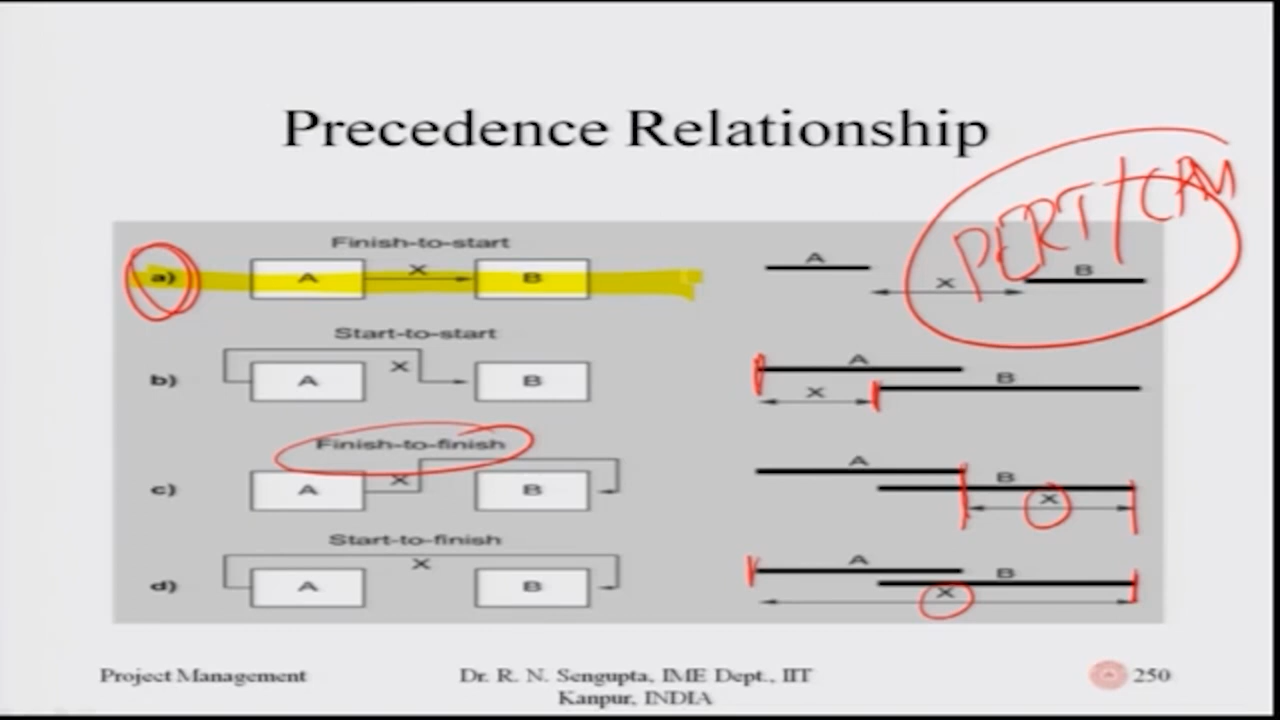 Precedence Relationship
PERT/CPM
Finish-to-start
a) A X B
A X B
Start-to-start
b) A X B
A B X
Finish-to-finish
c) A X B
A B X
Start-to-finish
d) A X B
A B X
Project Management
Dr. R. N. Sengupta, IME Dept., IIT
Kanpur, INDIA
250